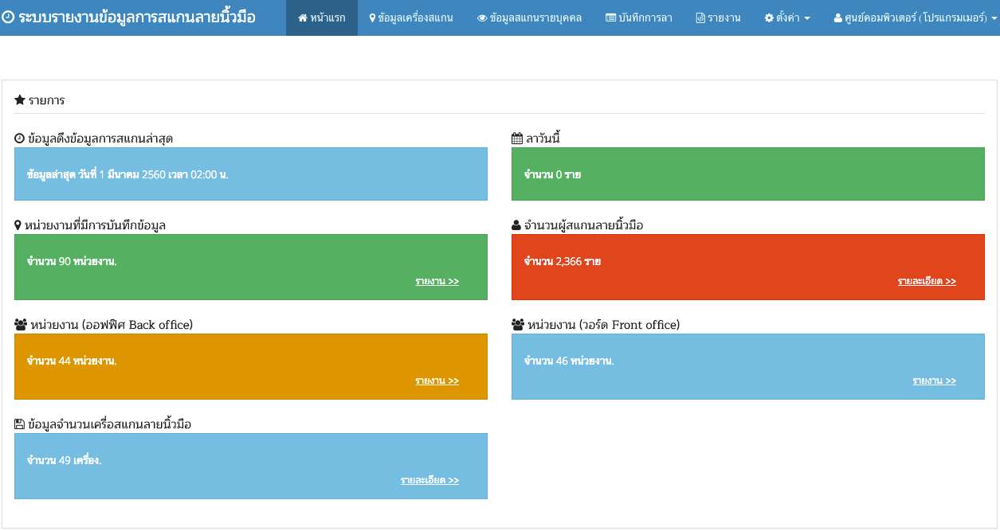 ระบบรายงานข้อมูลการสแกนลายนิ้วมือ หน้าแรก ข้อมูลเครื่องสแกน ข้อมูลสแกนรายบุคคล บันทึกการลา รายงาน ตั้งค่า ศูนย์คอมพิวเตอร์ (โปรแกรมเมอร์)
รายการ
ข้อมูลดึงข้อมูลการสแกนล่าสุด
ข้อมูลล่าสุด วันที่ 1 มีนาคม 2560 เวลา 02:00 น.
ลาวันนี้
จำนวน 0 ราย
หน่วยงานที่มีการบันทึกข้อมูล
จำนวน 90 หน่วยงาน.
รายงาน >>
จำนวนผู้สแกนลายนิ้วมือ
จำนวน 2,366 ราย
รายละเอียด >>
หน่วยงาน (ออฟฟิศ Back office)
จำนวน 44 หน่วยงาน.
รายงาน >>
หน่วยงาน (วอร์ด Front office)
จำนวน 46 หน่วยงาน.
รายงาน >>
ข้อมูลจำนวนเครื่อสแกนลายนิ้วมือ
จำนวน 49 เครื่อง.
รายละเอียด >>